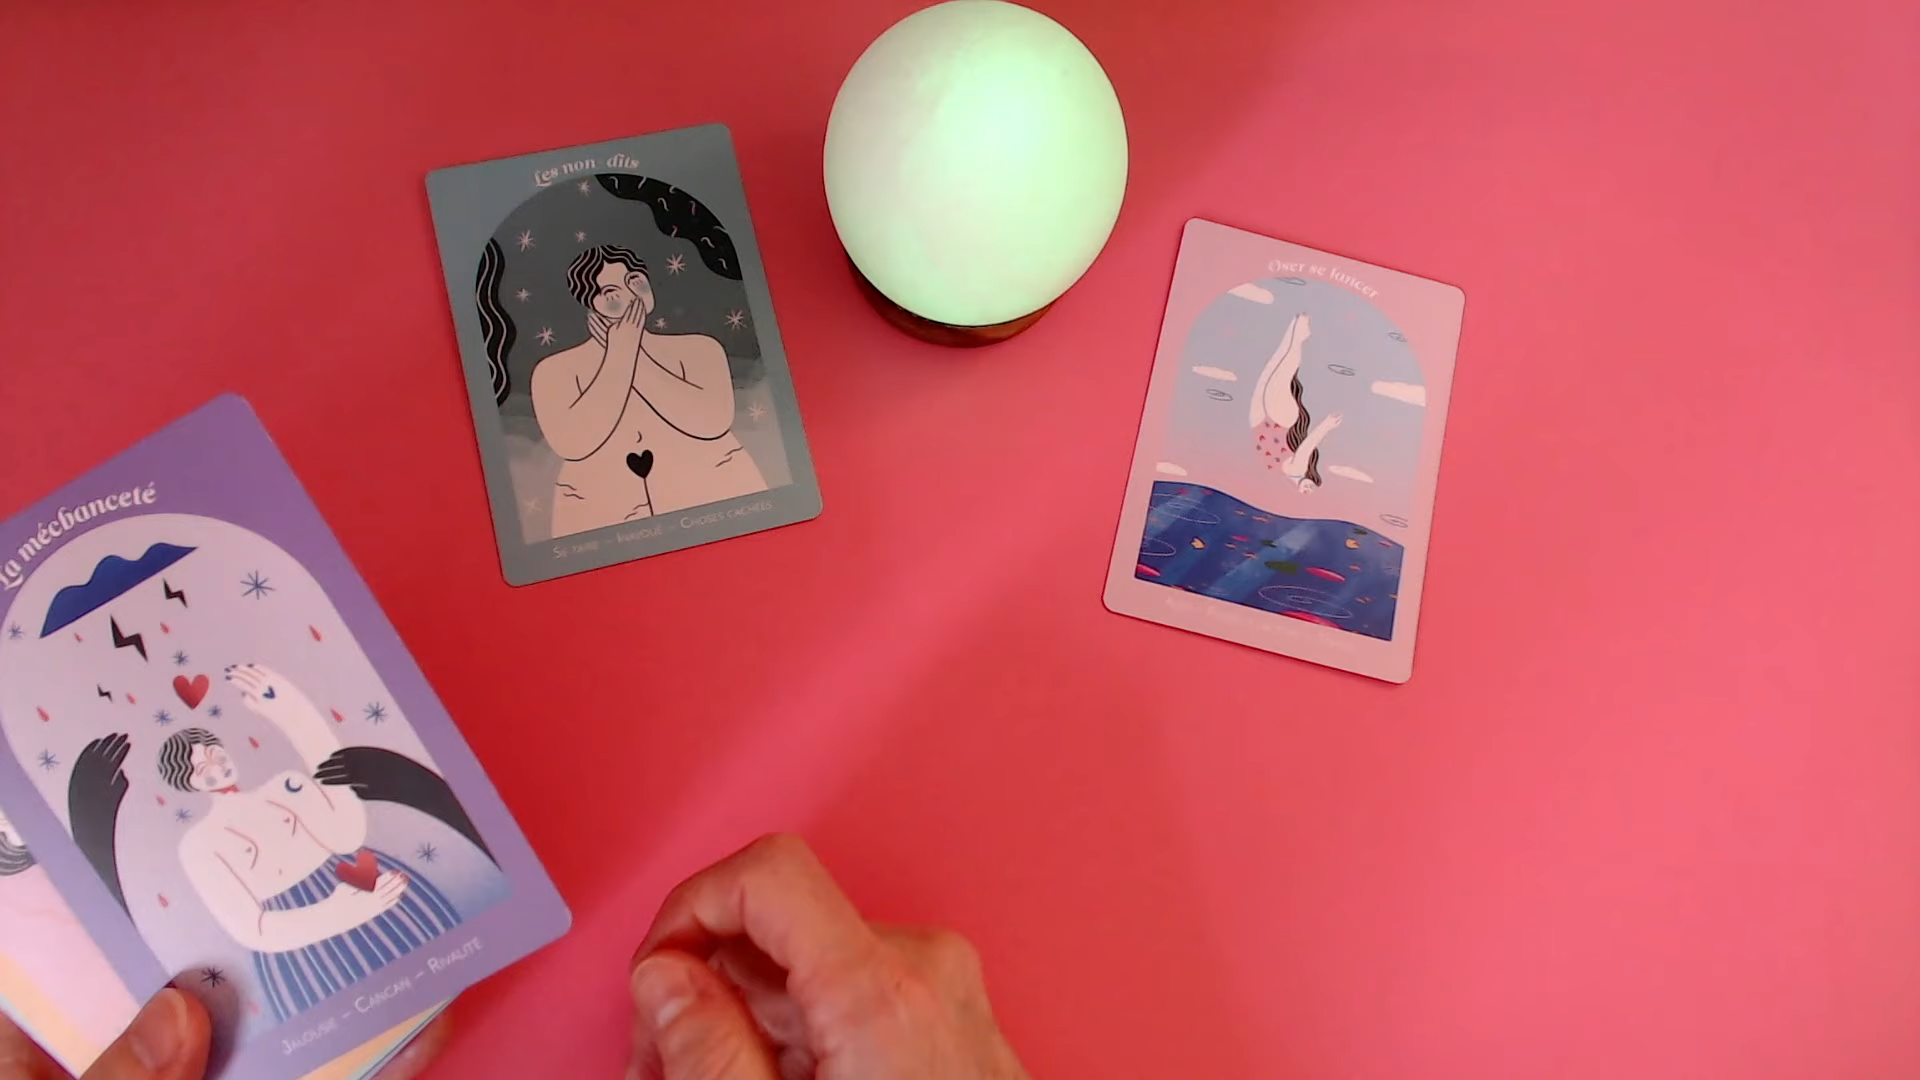 Les non-dits
Se taire - Inavoué - Choses cachées
Oser se lancer
La méchanceté
Jalousie - Cancan - Rivalité